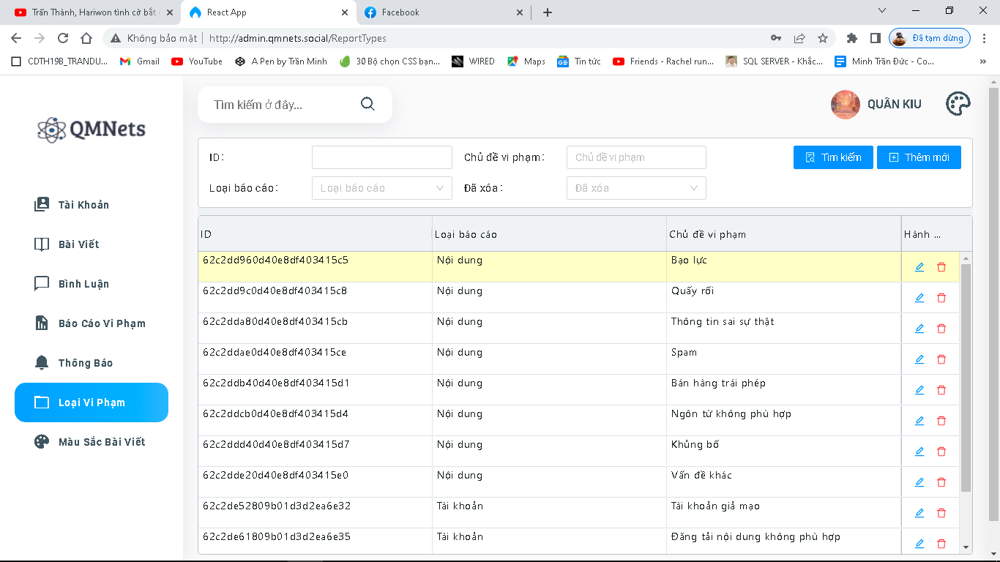 Trấn Thành, Hariwon tình cờ bắt
React App
Facebook
Không bảo mật | http://admin.qmnets.social/ReportTypes
Đã tạm dừng
CDTH19B_TRANDU...
Gmail
YouTube
A Pen by Trần Minh
30 Bộ chọn CSS bạn...
WIRED
Maps
Tin tức
Friends - Rachel run...
SQL SERVER - Khắc...
Minh Trần Đức - Co...
»
QMNets
Tìm kiếm ở đây...
QUÂN KIU
Tài Khoản
Bài Viết
Bình Luận
Báo Cáo Vi Phạm
Thông Báo
Loại Vi Phạm
Màu Sắc Bài Viết
ID:
Chủ đề vi phạm:
Chủ đề vi phạm
Tìm kiếm
Thêm mới
Loại báo cáo:
Loại báo cáo
Đã xóa:
Đã xóa
ID Loại báo cáo Chủ đề vi phạm Hành ...
62c2dd960d40e8df403415c5 Nội dung Bạo lực
62c2dd9c0d40e8df403415c8 Nội dung Quấy rối
62c2dda80d40e8df403415cb Nội dung Thông tin sai sự thật
62c2ddae0d40e8df403415ce Nội dung Spam
62c2ddb40d40e8df403415d1 Nội dung Bán hàng trái phép
62c2ddcb0d40e8df403415d4 Nội dung Ngôn từ không phù hợp
62c2ddd40d40e8df403415d7 Nội dung Khủng bố
62c2dde20d40e8df403415e0 Nội dung Vấn đề khác
62c2de52809b01d3d2ea6e32 Tài khoản Tài khoản giả mạo
62c2de61809b01d3d2ea6e35 Tài khoản Đăng tải nội dung không phù hợp